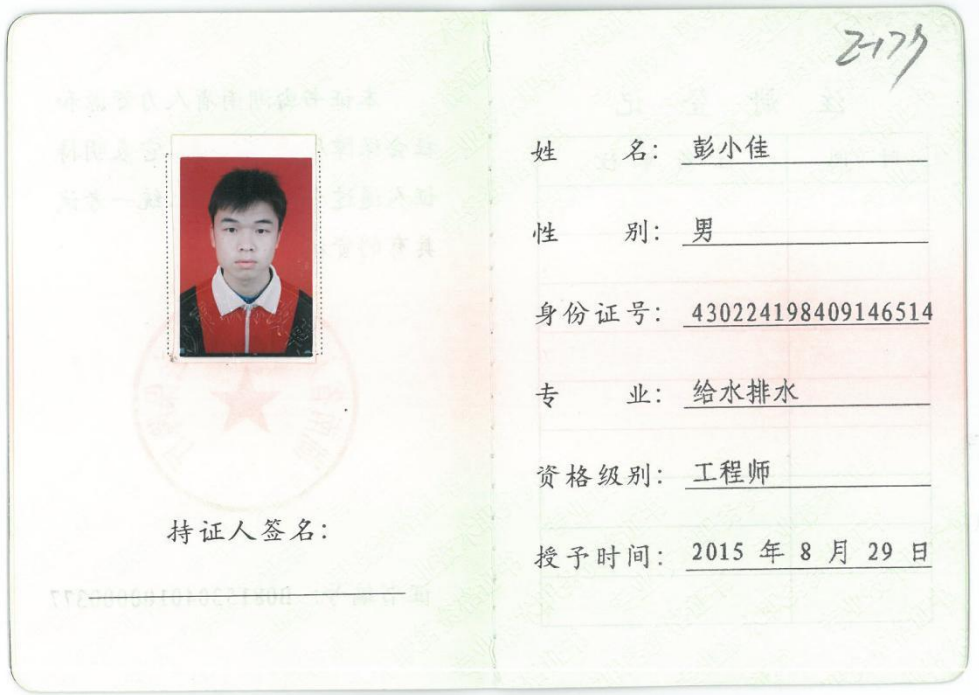 2-177
姓名：彭小佳
性别：男
身份证号：430224198409146514
专业：给水排水
资格级别：工程师
授予时间：2015 年 8 月 29 日
持证人签名：